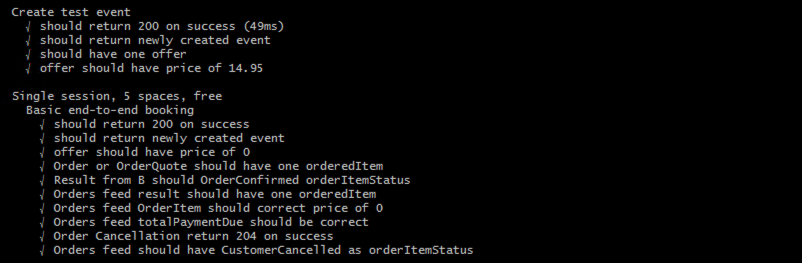 Create test event
√ should return 200 on success (49ms)
√ should return newly created event
√ should have one offer
√ offer should have price of 14.95
Single session, 5 spaces, free
Basic end-to-end booking
√ should return 200 on success
√ should return newly created event
√ offer should have price of 0
√ Order or OrderQuote should have one orderedItem
√ Result from B should OrderConfirmed orderItemStatus
√ Orders feed result should have one orderedItem
√ Orders feed OrderItem should correct price of 0
√ Orders feed totalPaymentDue should be correct
√ Order Cancellation return 204 on success
√ Orders feed should have CustomerCancelled as orderItemStatus